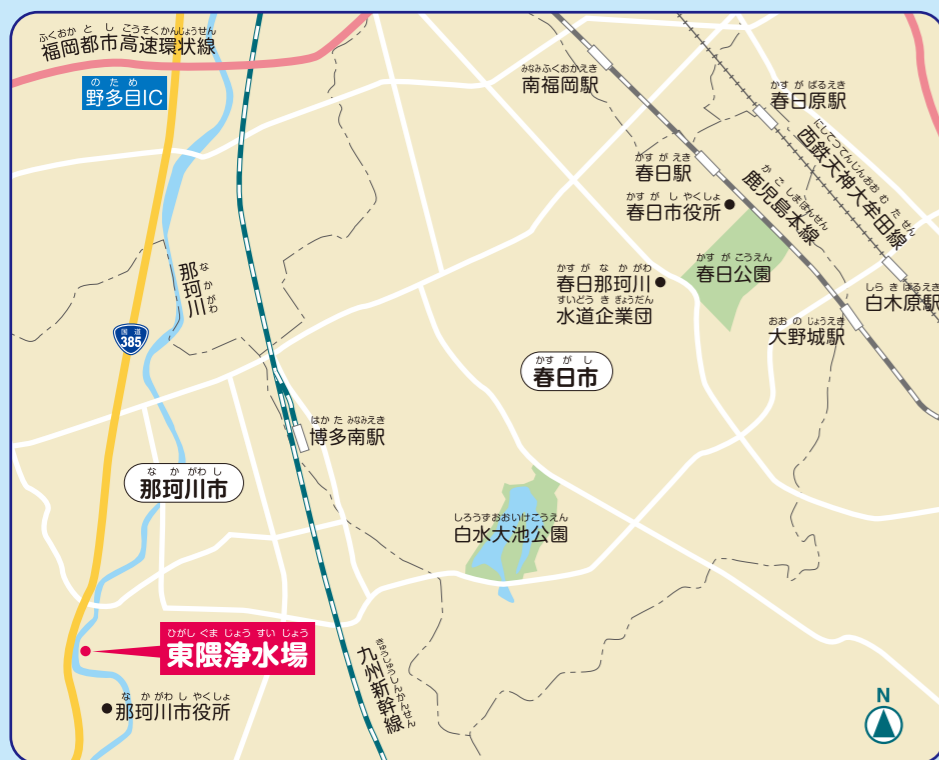 ふくおかとしこうそくかんじょうせん
福岡都市高速環状線
のため
野多目IC
みなみふくおかえき
南福岡駅
かすがばるえき
春日原駅
にしてつてんじんおおむたせん
西鉄天神大牟田線
かすがえき
春日駅
かごしまほんせん
鹿児島本線
かすがしやくしょ
春日市役所
かすがこうえん
春日公園
なかがわ
那珂川
かすがなかがわ
春日那珂川
すいどうきぎょうだん
水道企業団
しらきばるえき
白木原駅
おおのじょうえき
大野城駅
国道
385
かすがし
春日市
はかたみなみえき
博多南駅
なかがわし
那珂川市
しろうずおおいけこうえん
白水大池公園
ひがしぐまじょうすいじょう
東隈浄水場
きゅうしゅうしんかんせん
九州新幹線
なかがわしやくしょ
那珂川市役所
N